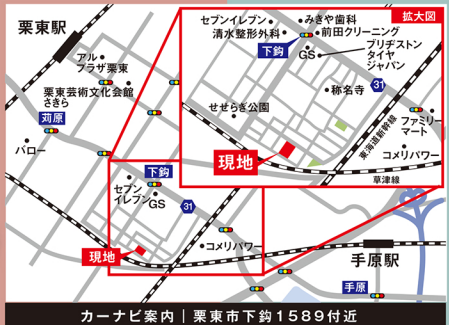 栗東駅
アル
プラザ栗東
栗東芸術文化会館
さきら
苅原
バロー
セブン
イレブン
下鈎
GS
31
コメリパワー
現地
手原駅
手原
拡大図
セブンイレブン
みきや歯科
清水整形外科
前田クリーニング
下鈎
GS
ブリヂストン
タイヤ
ジャパン
称名寺
31
せせらぎ公園
ファミリー
マート
コメリパワー
東海道新幹線
草津線
現地
カーナビ案内｜栗東市下鈎1589付近